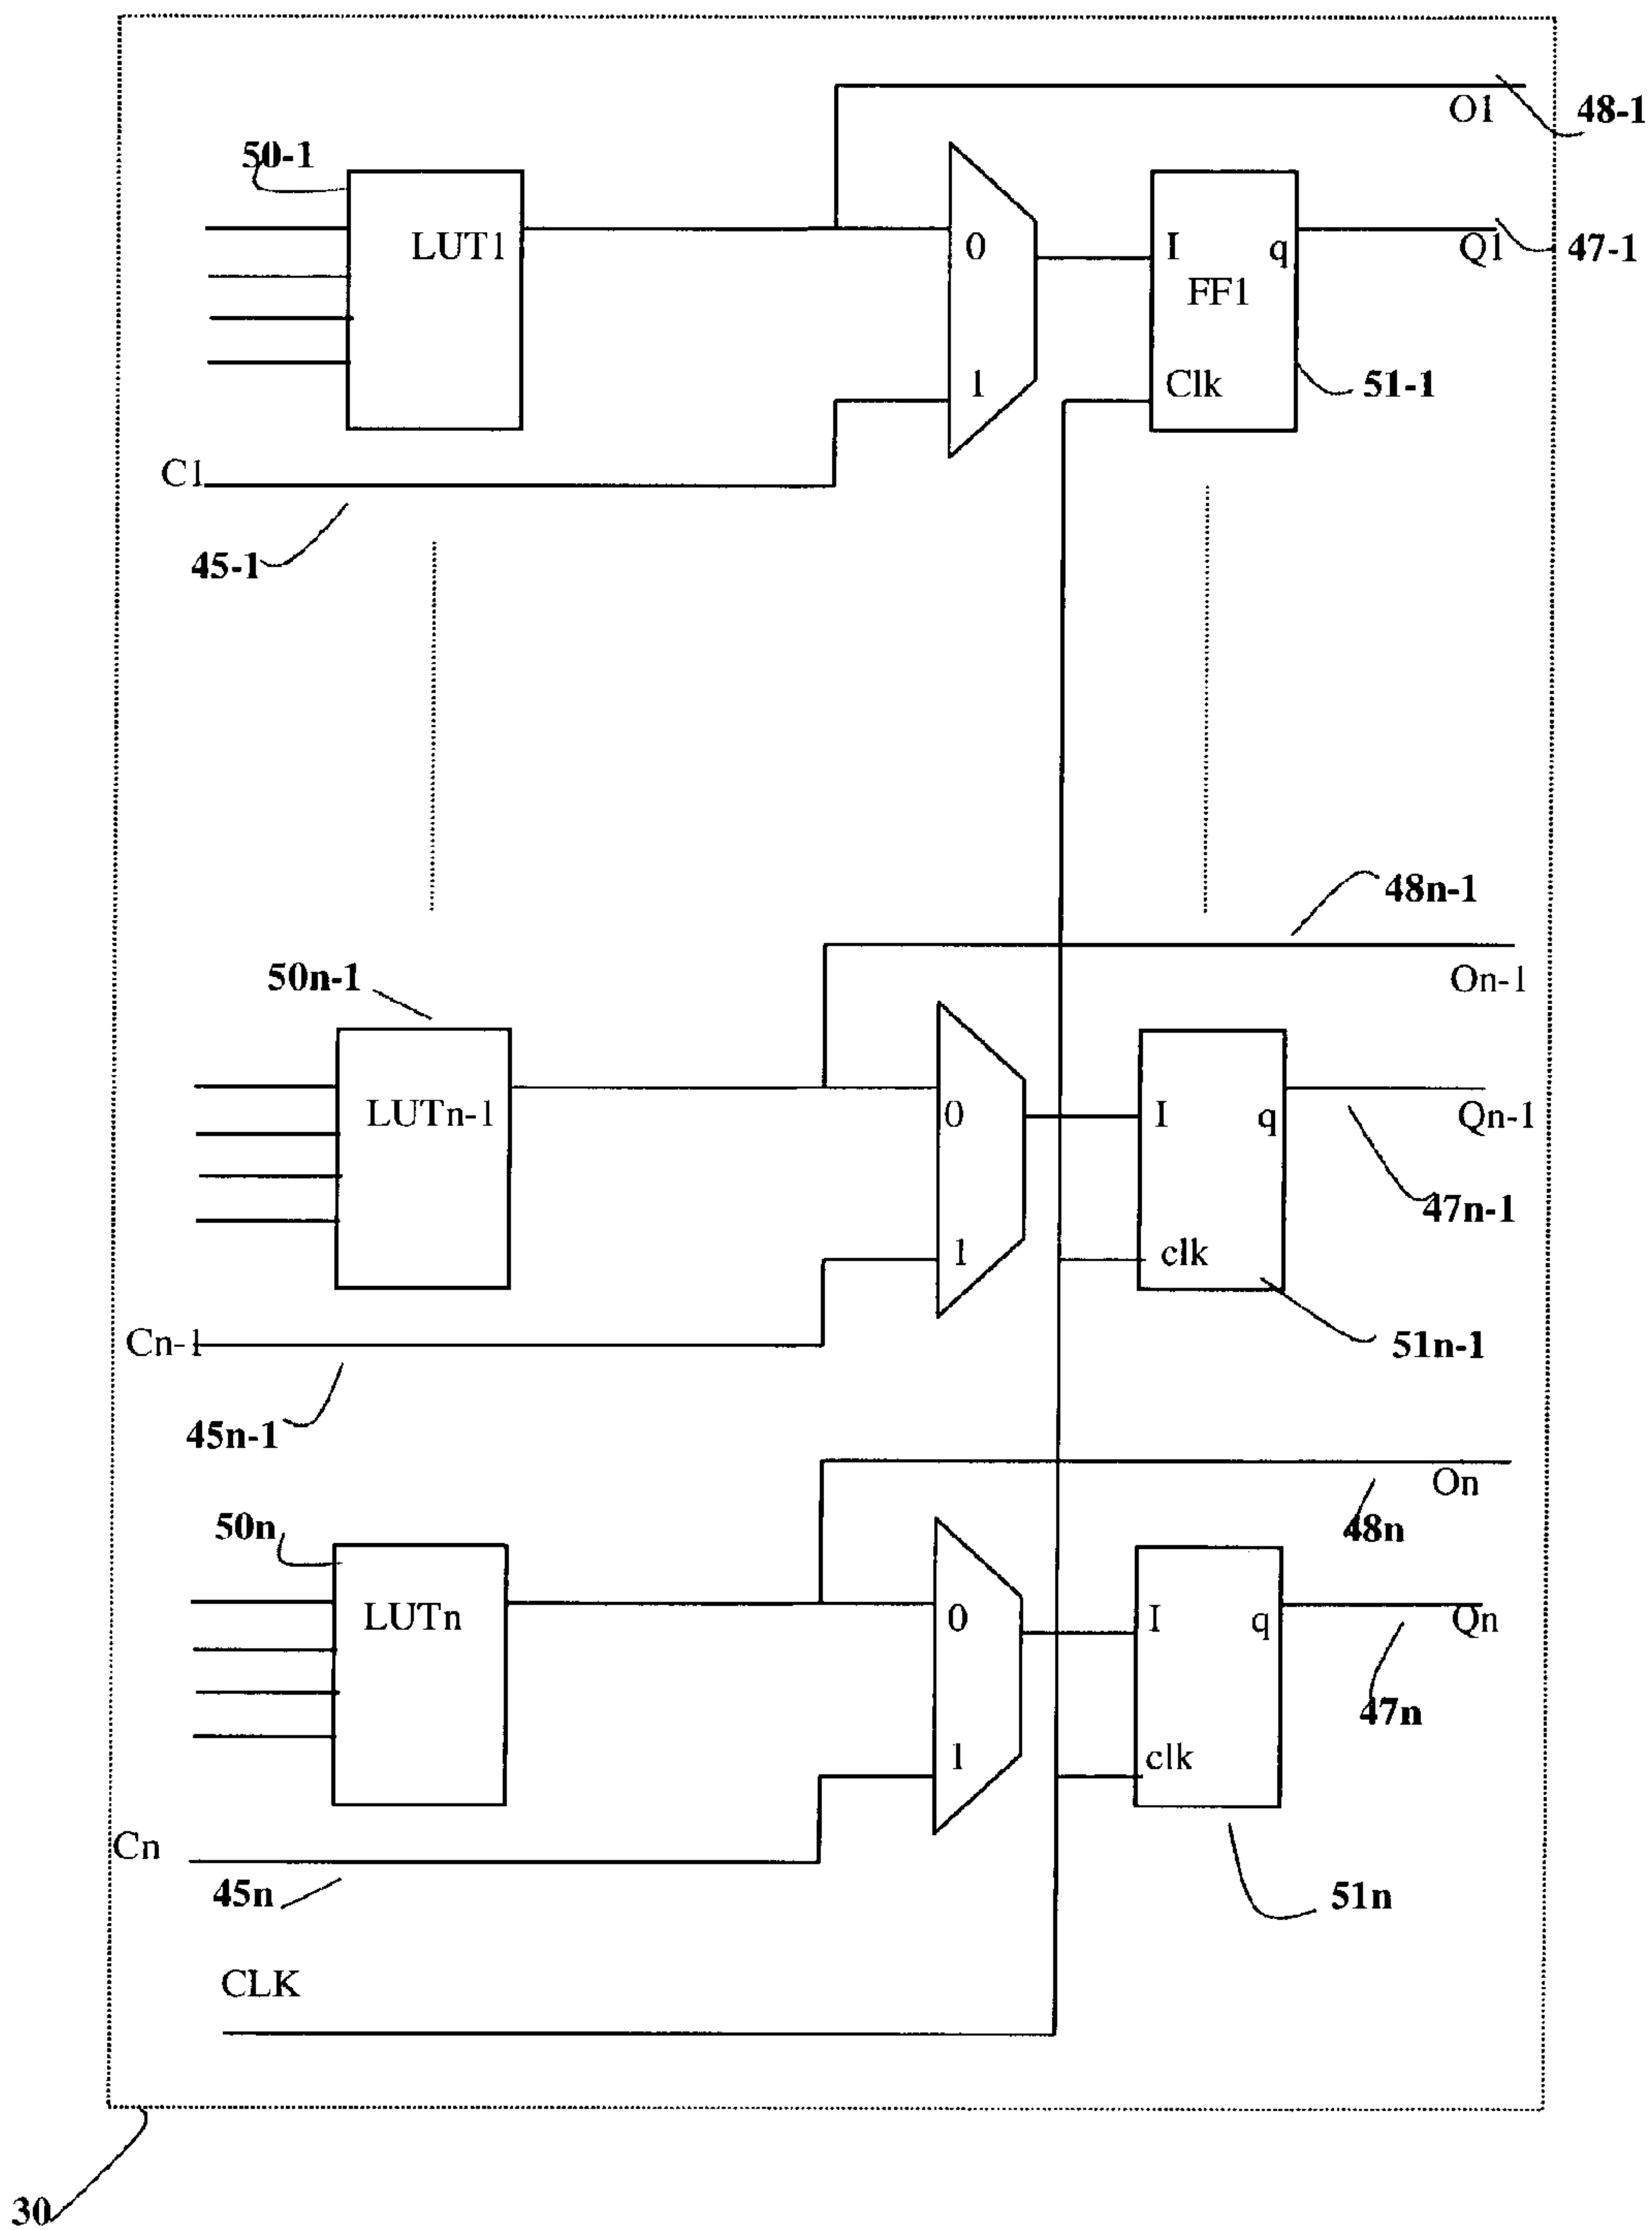 O1
48-1
50-1
LUT1
0
I
q
Q1
47-1
FF1
1
Clk
51-1
C1
45-1
48n-1
50n-1
On-1
LUTn-1
0
I
q
Qn-1
47n-1
1
clk
Cn-1
51n-1
45n-1
On
50n
48n
LUTn
0
I
q
Qn
47n
1
clk
Cn
45n
51n
CLK
30